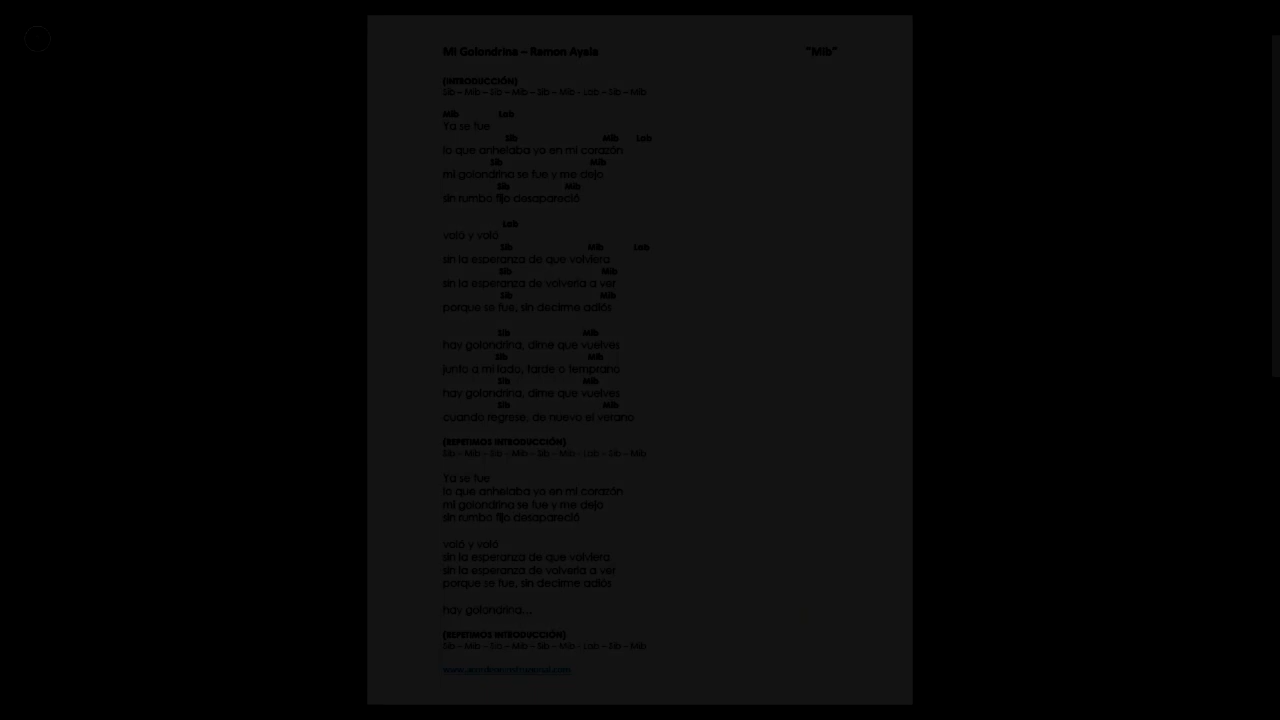 Mi Golondrina – Ramon Ayala "Mib"
(INTRODUCCIÓN)
Sib – Mib – Sib – Mib – Sib – Mib - Lab – Sib – Mib
Mib Lab
Ya se fue
Sib Mib Lab
lo que anhelaba yo en mi corazón
Sib Mib
mi golondrina se fue y me dejo
Sib Mib
sin rumbo fijo desapareció
Lab
voló y voló
Sib Mib Lab
sin la esperanza de que volviera
Sib Mib
sin la esperanza de volverla a ver
Sib Mib
porque se fue, sin decirme adiós
Sib Mib
hay golondrina, dime que vuelves
Sib Mib
junto a mi lado, tarde o temprano
Sib Mib
hay golondrina, dime que vuelves
Sib Mib
cuando regrese, de nuevo el verano
(REPETIMOS INTRODUCCIÓN)
Sib – Mib – Sib – Mib – Sib – Mib - Lab – Sib – Mib
Ya se fue
lo que anhelaba yo en mi corazón
mi golondrina se fue y me dejo
sin rumbo fijo desapareció
voló y voló
sin la esperanza de que volviera
sin la esperanza de volverla a ver
porque se fue, sin decirme adiós
hay golondrina...
(REPETIMOS INTRODUCCIÓN)
Sib – Mib – Sib – Mib – Sib – Mib - Lab – Sib – Mib